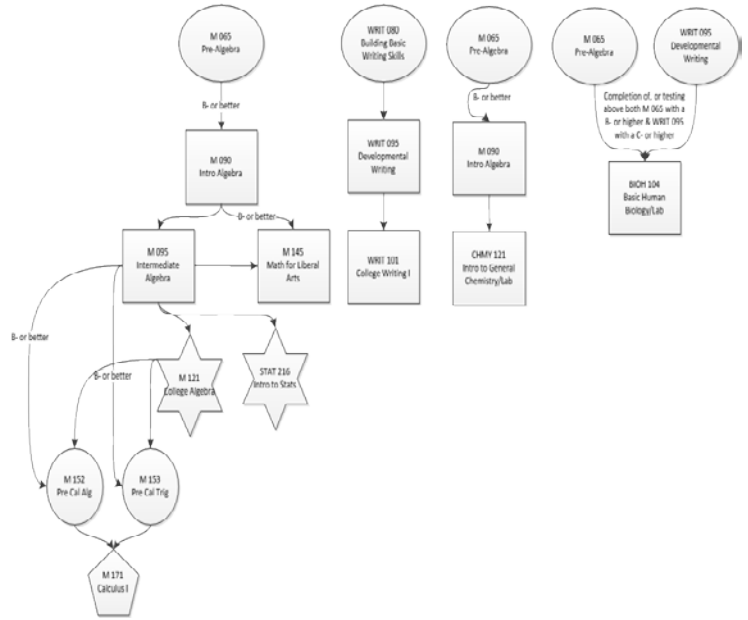 M 065
Pre-Algebra
B- or better
M 090
Intro Algebra
B- or better
M 095
Intermediate
Algebra
M 145
Math for Liberal
Arts
B- or better
B- or better
M 121
College Algebra
STAT 216
Intro to Stats
M 152
Pre Cal Alg
M 153
Pre Cal Trig
M 171
Calculus I
WRIT 080
Building Basic
Writing Skills
WRIT 095
Developmental
Writing
WRIT 101
College Writing I
M 065
Pre-Algebra
B- or better
M 090
Intro Algebra
CHMY 121
Intro to General
Chemistry/Lab
M 065
Pre-Algebra
WRIT 095
Developmental
Writing
Completion of, or testing
above both M 065 with a
B- or higher & WRIT 095
with a C- or higher
BIOH 104
Basic Human
Biology/Lab